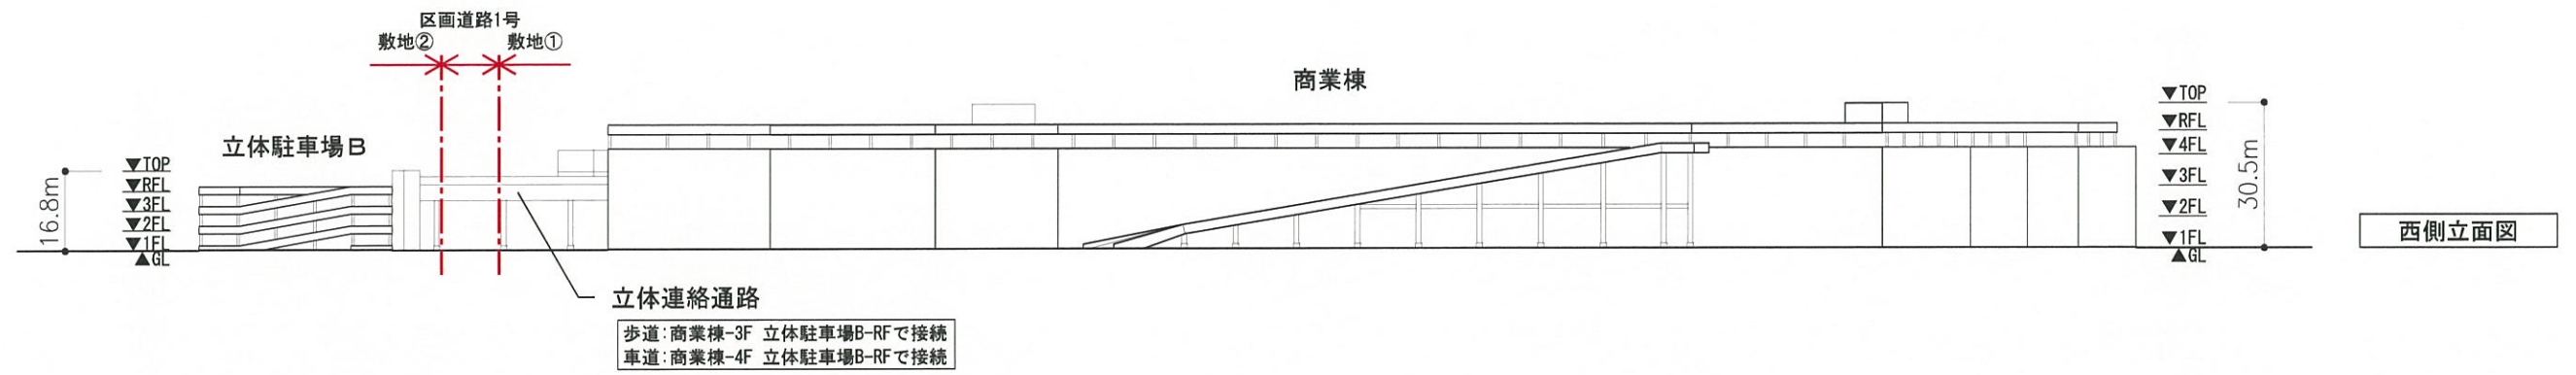 区画道路1号
敷地② 敷地①
商業棟
立体駐車場B
▼TOP
▼RFL
▼3FL
▼2FL
▼1FL
▲GL
16.8m
▼TOP
▼RFL
▼4FL
▼3FL
▼2FL
▼1FL
▲GL
30.5m
西側立面図
立体連絡通路
歩道:商業棟-3F 立体駐車場B-RFで接続
車道:商業棟-4F 立体駐車場B-RFで接続